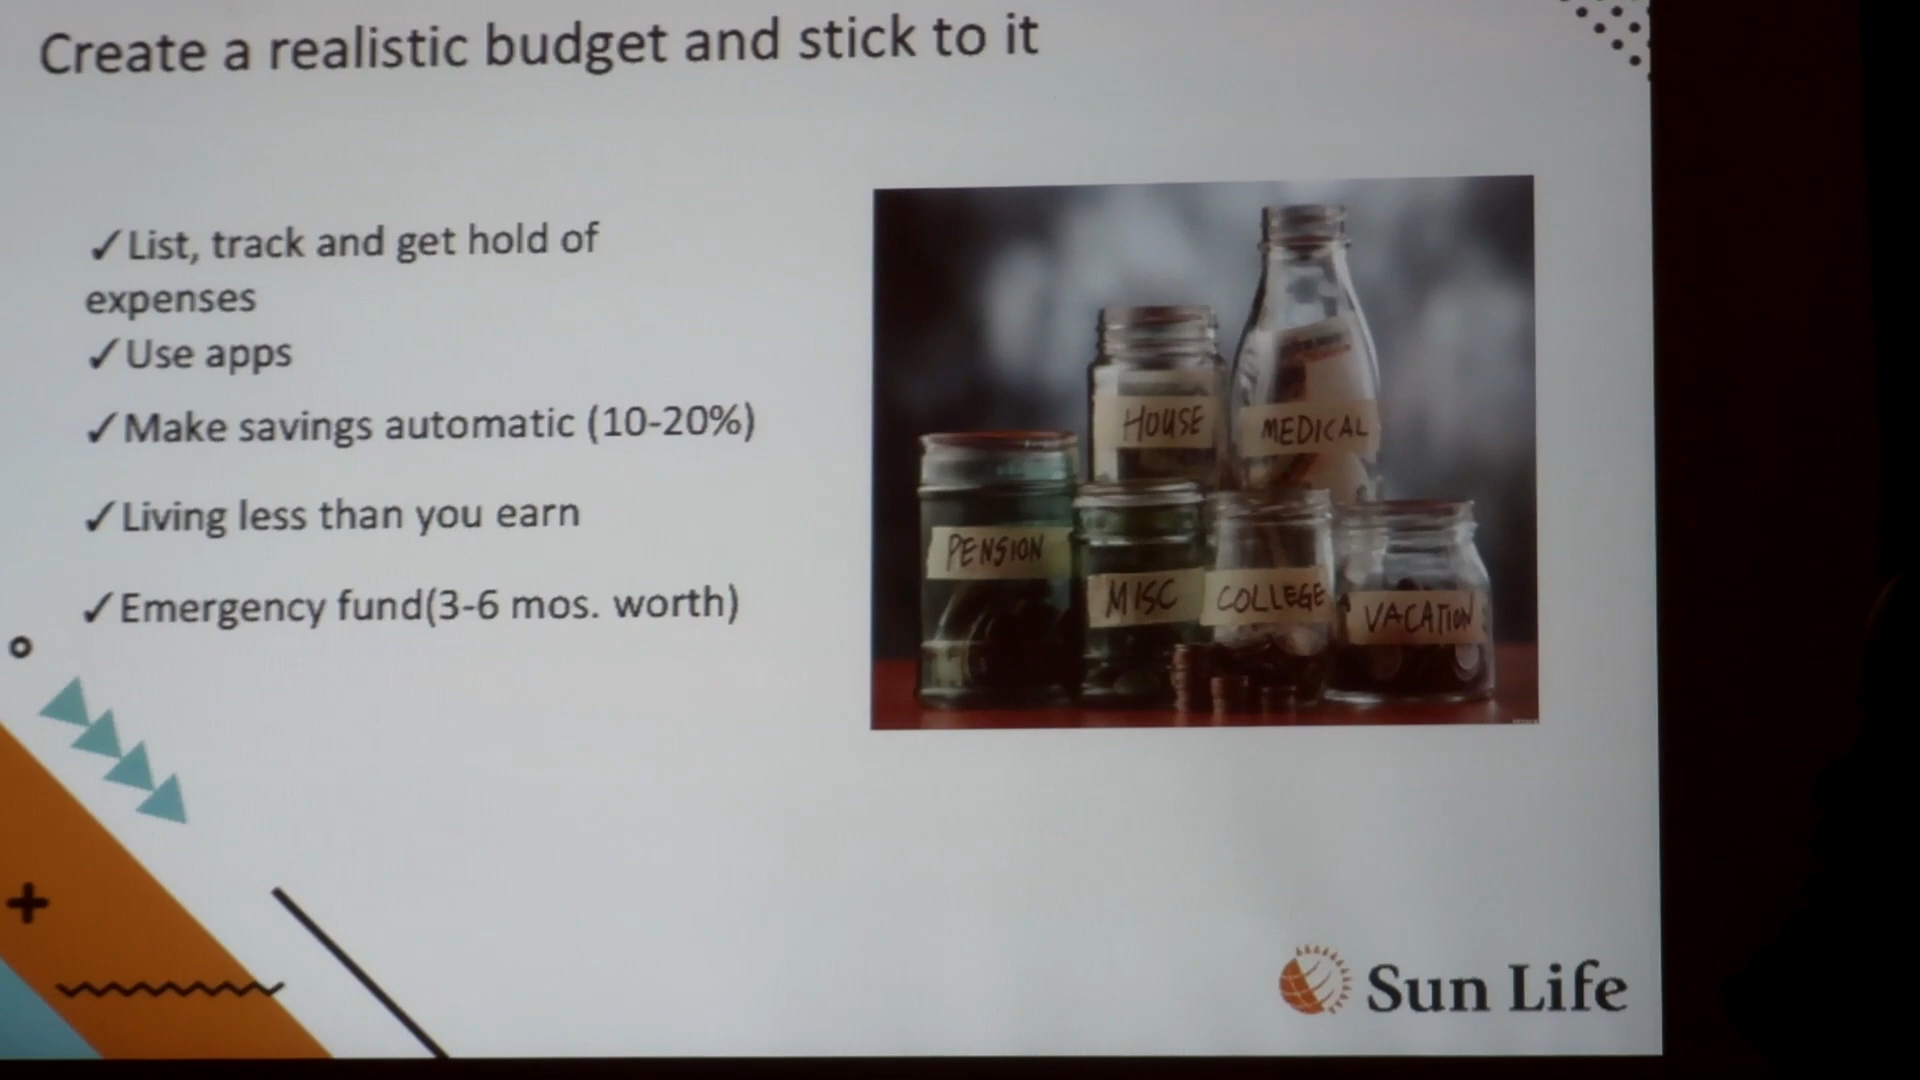 Create a realistic budget and stick to it
✓List, track and get hold of
expenses
✓Use apps
✓Make savings automatic (10-20%)
✓Living less than you earn
✓Emergency fund(3-6 mos. worth)
HOUSE
MEDICAL
PENSION
MISC
COLLEGE
VACATION
Sun Life